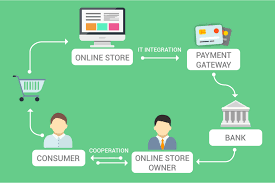 ONLINE STORE
IT INTEGRATION
PAYMENT
GATEWAY
BANK
CONSUMER
COOPERATION
ONLINE STORE
OWNER